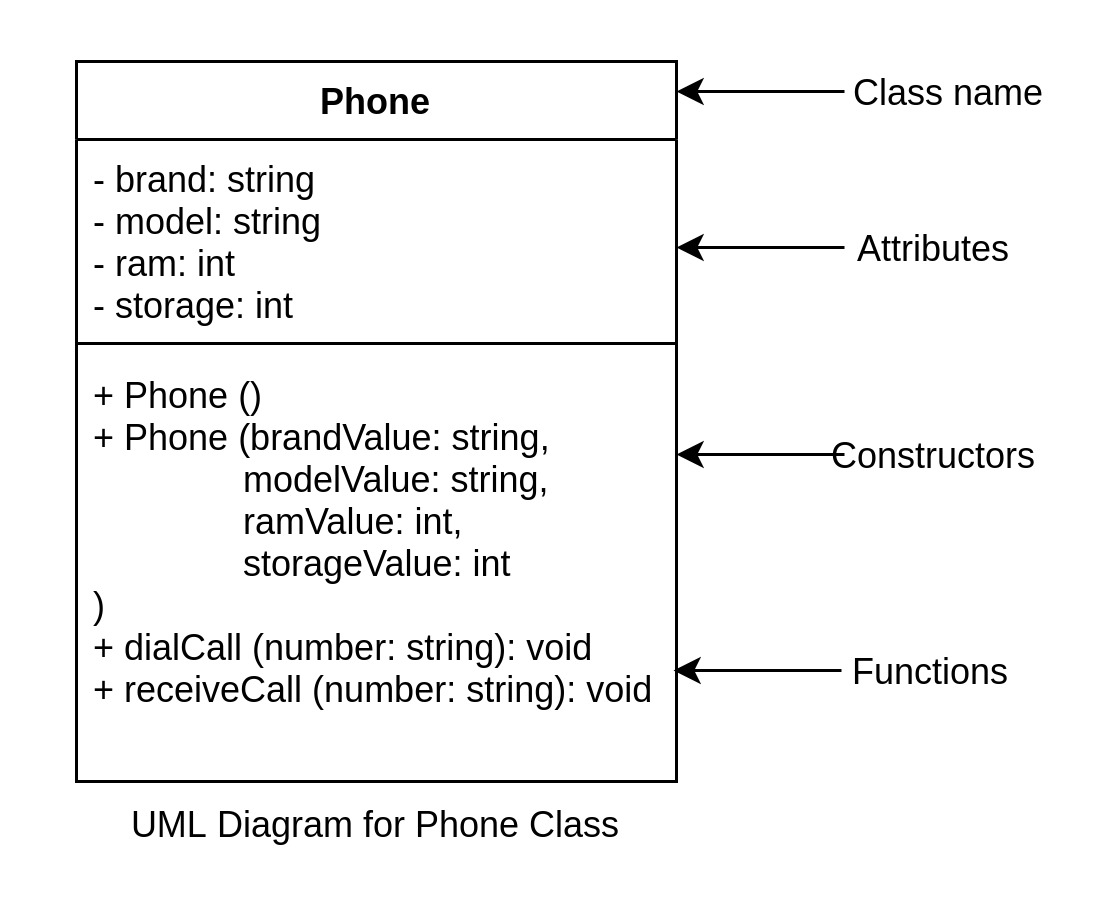 Phone
Class name
- brand: string
- model: string
- ram: int
- storage: int
Attributes
+ Phone ()
+ Phone (brandValue: string,
modelValue: string,
ramValue: int,
storageValue: int
)
Constructors
+ dialCall (number: string): void
+ receiveCall (number: string): void
Functions
UML Diagram for Phone Class